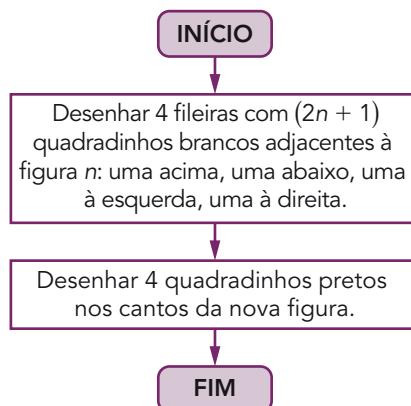 INÍCIO
Desenhar 4 fileiras com (2n + 1)
quadradinhos brancos adjacentes à
figura n: uma acima, uma abaixo, uma
à esquerda, uma à direita.
Desenhar 4 quadradinhos pretos
nos cantos da nova figura.
FIM